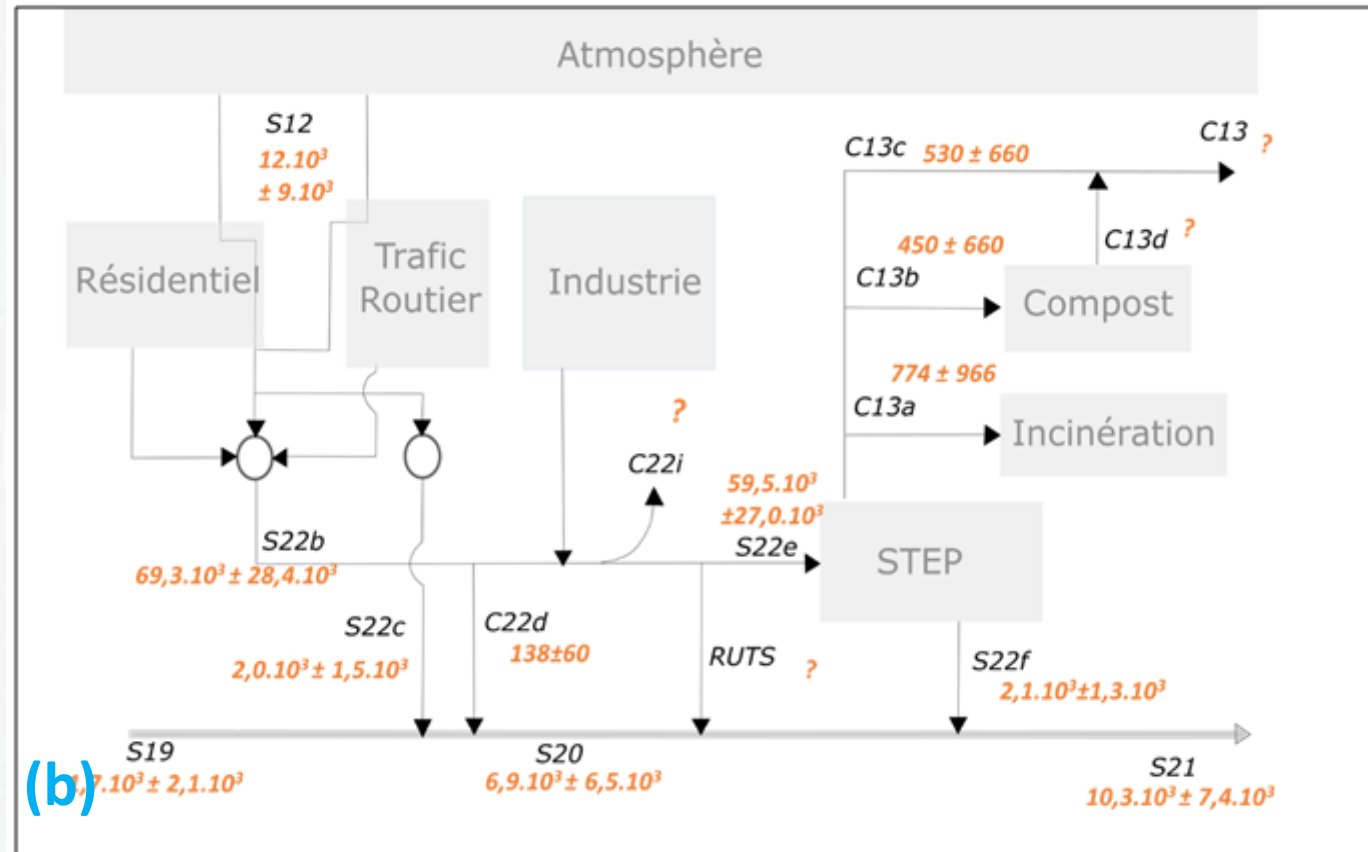 Atmosphère
S12
12.10³
± 9.10³
C13c
530 ± 660
C13
?
Résidentiel
Trafic
Routier
Industrie
450 ± 660
C13d
?
C13b
Compost
774 ± 966
C13a
Incinération
?
C22i
59,5.10³
±27,0.10³
S22e
STEP
S22b
69,3.10³ ± 28,4.10³
S22c
2,0.10³ ± 1,5.10³
C22d
138±60
RUTS
?
S22f
2,1.10³±1,3.10³
S19
,7.10³ ± 2,1.10³
(b)
S20
6,9.10³ ± 6,5.10³
S21
10,3.10³ ± 7,4.10³